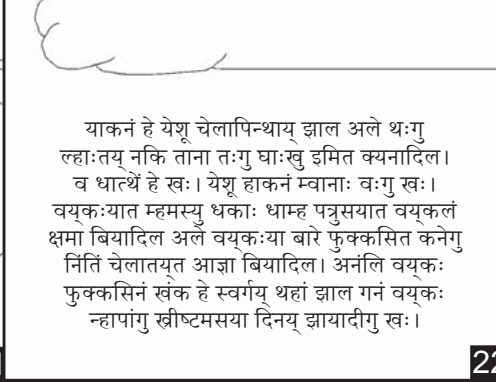 याकनं हे येशू चेलापिन्थाय् झाल अले थःगु
ल्हाःतय् नकि ताना तःगु घाःखु इमित क्यनादिल।
व धात्थें हे खः। येशू हाकनं म्वानाः वःगु खः।
वय्‌कःयात म्हमस्यु धकाः धाम्ह पत्रुसयात वय्‌कलं
क्षमा बियादिल अले वय्‌कःया बारे फुक्कसित कनेगु
निंतिं चेलातय्‌त आज्ञा बियादिल। अनंलि वय्‌कः
फुक्कसिनं खंक हे स्वर्गय् थहां झाल गनं वय्‌कः
न्हापांगु ख्रीष्टमसया दिनय् झायादीगु खः।